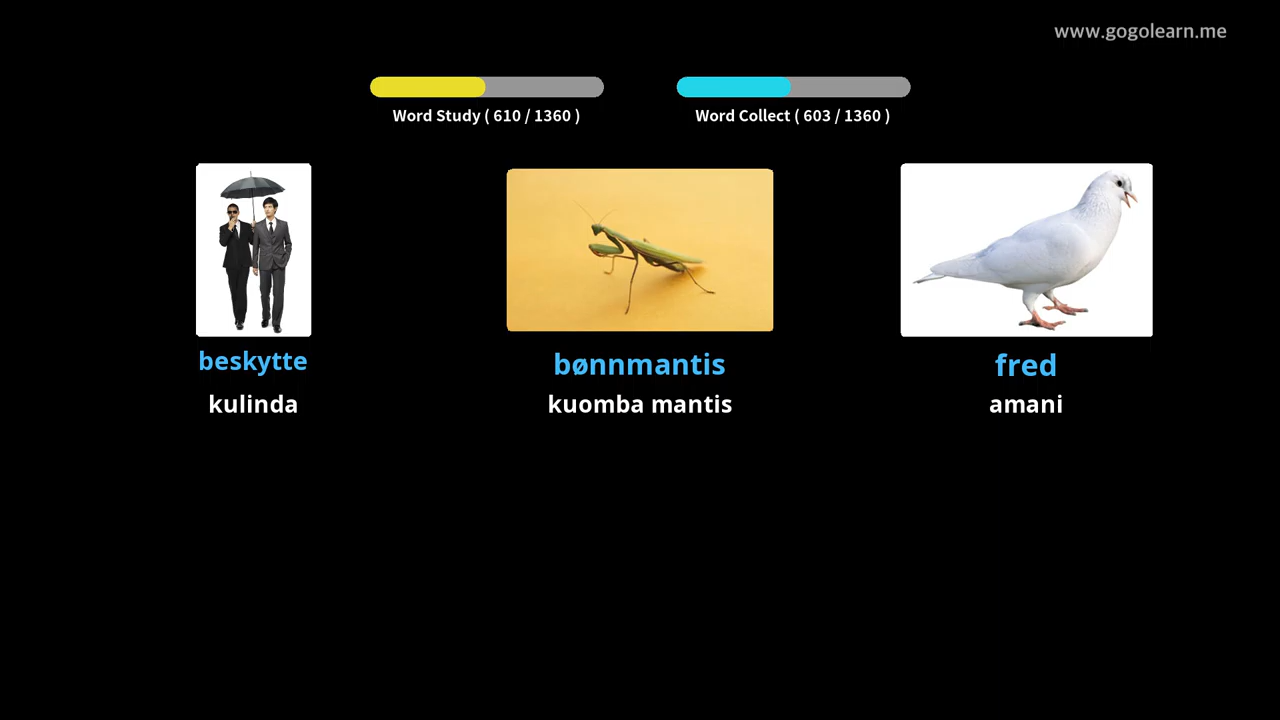 www.gogolearn.me
Word Study ( 610 / 1360 )
Word Collect ( 603 / 1360 )
beskytte
bønnmantis
fred
kulinda
kuomba mantis
amani